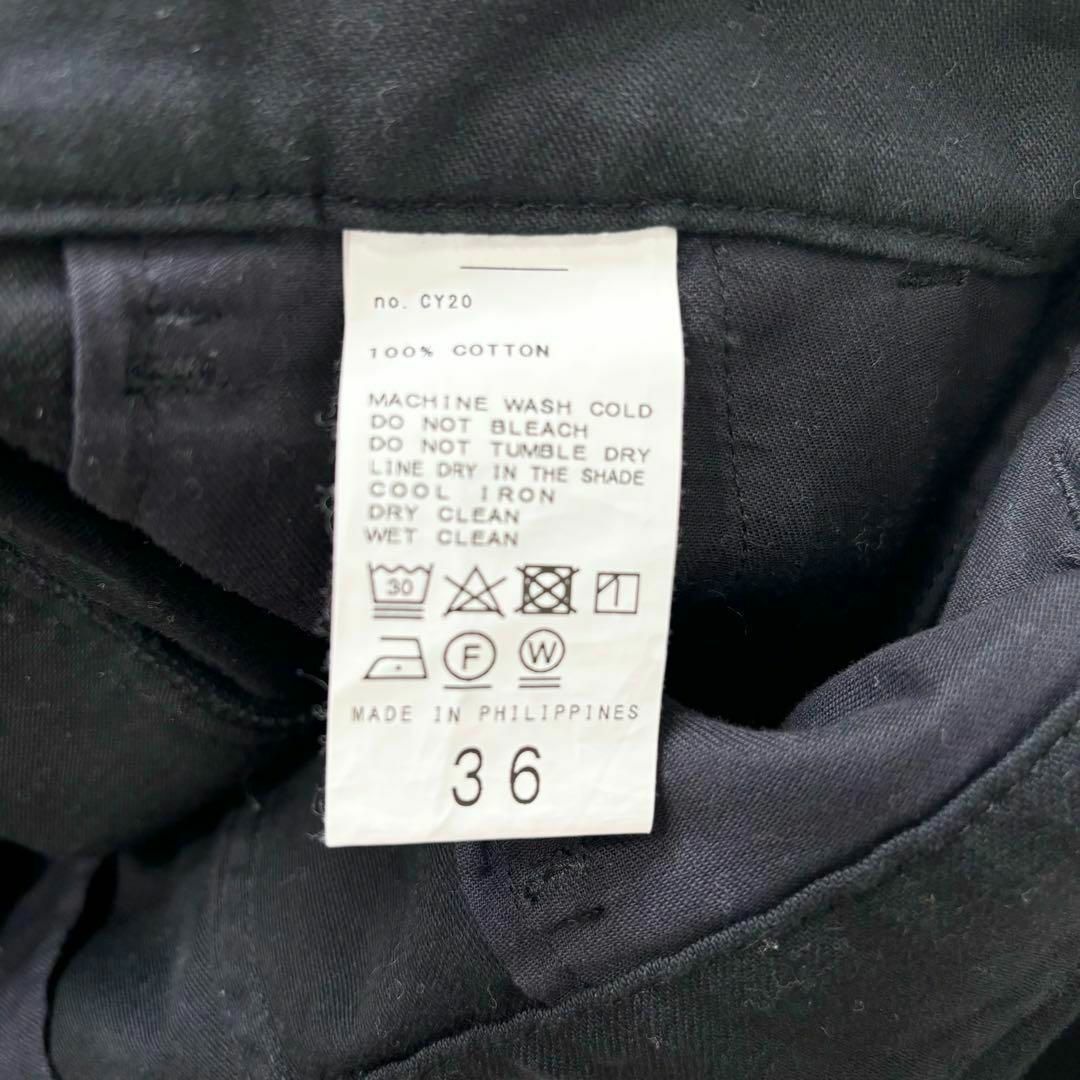 no. CY20
100% COTTON
MACHINE WASH COLD
DO NOT BLEACH
DO NOT TUMBLE DRY
LINE DRY IN THE SHADE
COOL IRON
DRY CLEAN
WET CLEAN
30
F W
MADE IN PHILIPPINES
36